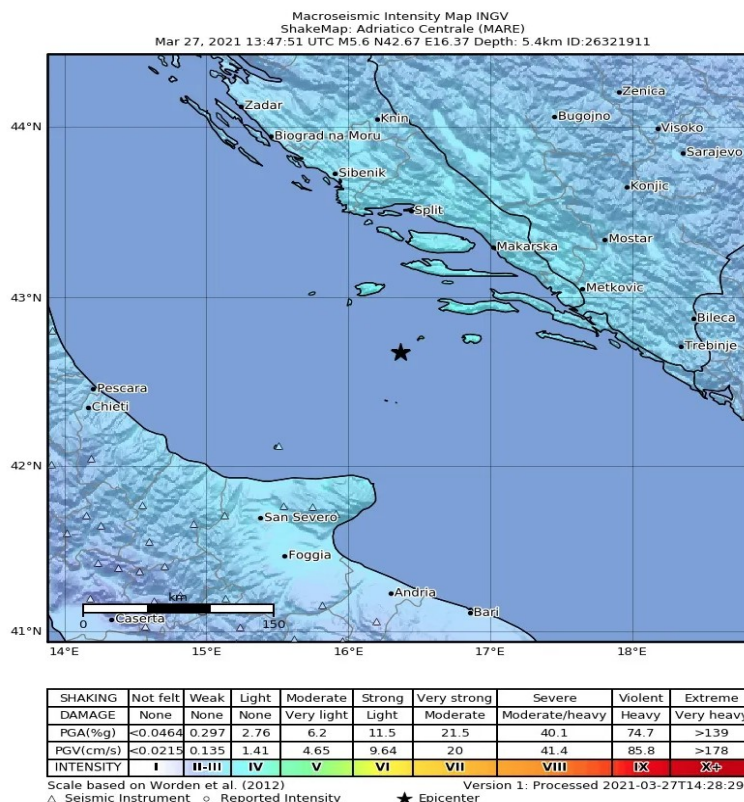 Macroseismic Intensity Map INGV
ShakeMap: Adriatico Centrale (MARE)
Mar 27, 2021 13:47:51 UTC M5.6 N42.67 E16.37 Depth: 5.4km ID:26321911
Zenica
Zadar
Knin
Bugojno
44°N
Visoko
Biograd na Moru
Sarajevo
Sibenik
Konjic
Split
Mostar
Makarska
Metkovic
43°N
Bileca
Trebinje
Pescara
Chieti
42°N
San Severo
Foggia
Andria
km
Bari
Caserta
0 150
41°N
14°E 15°E 16°E 17°E 18°E
SHAKING Not felt Weak Light Moderate Strong Very strong Severe Violent Extreme
DAMAGE None None None Very light Light Moderate Moderate/heavy Heavy Very heavy
PGA(%g) <0.0464 0.297 2.76 6.2 11.5 21.5 40.1 74.7 >139
PGV(cm/s) <0.0215 0.135 1.41 4.65 9.64 20 41.4 85.8 >178
INTENSITY I II-III IV V VI VII VIII IX X+
Scale based on Worden et al. (2012) Version 1: Processed 2021-03-27T14:28:29
△ Seismic Instrument ○ Reported Intensity ★ Epicenter